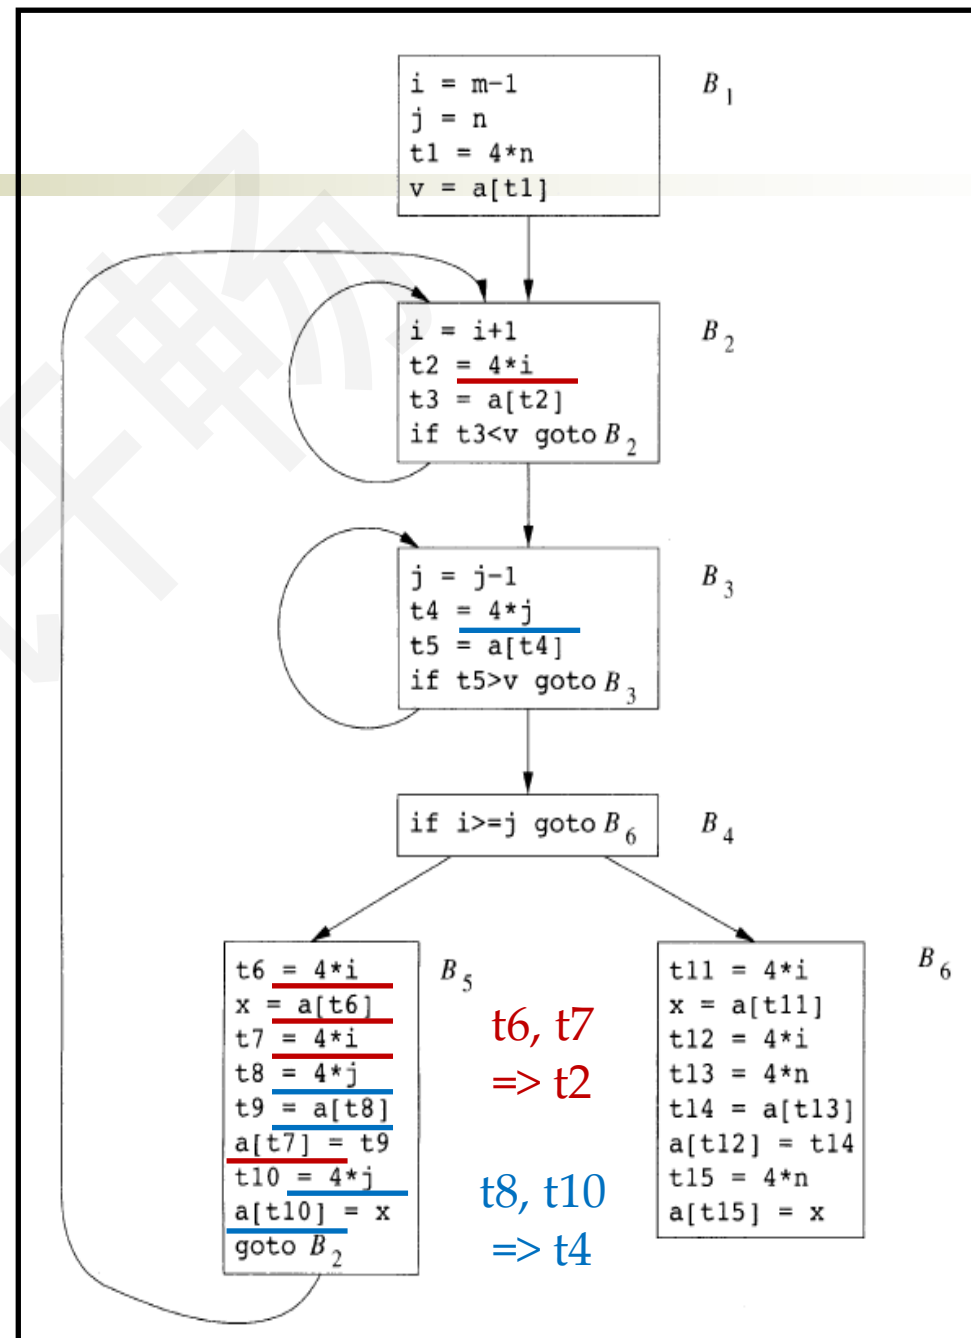 i = m-1
j = n
t1 = 4*n
v = a[t1]
B1
i = i+1
t2 = 4*i
t3 = a[t2]
if t3<v goto B2
B2
j = j-1
t4 = 4*j
t5 = a[t4]
if t5>v goto B3
B3
if i>=j goto B6
B4
t6 = 4*i
x = a[t6]
t7 = 4*i
t8 = 4*j
t9 = a[t8]
a[t7] = t9
t10 = 4*j
a[t10] = x
goto B2
B5
t6, t7
=> t2
t8, t10
=> t4
t11 = 4*i
x = a[t11]
t12 = 4*i
t13 = 4*n
t14 = a[t13]
a[t12] = t14
t15 = 4*n
a[t15] = x
B6